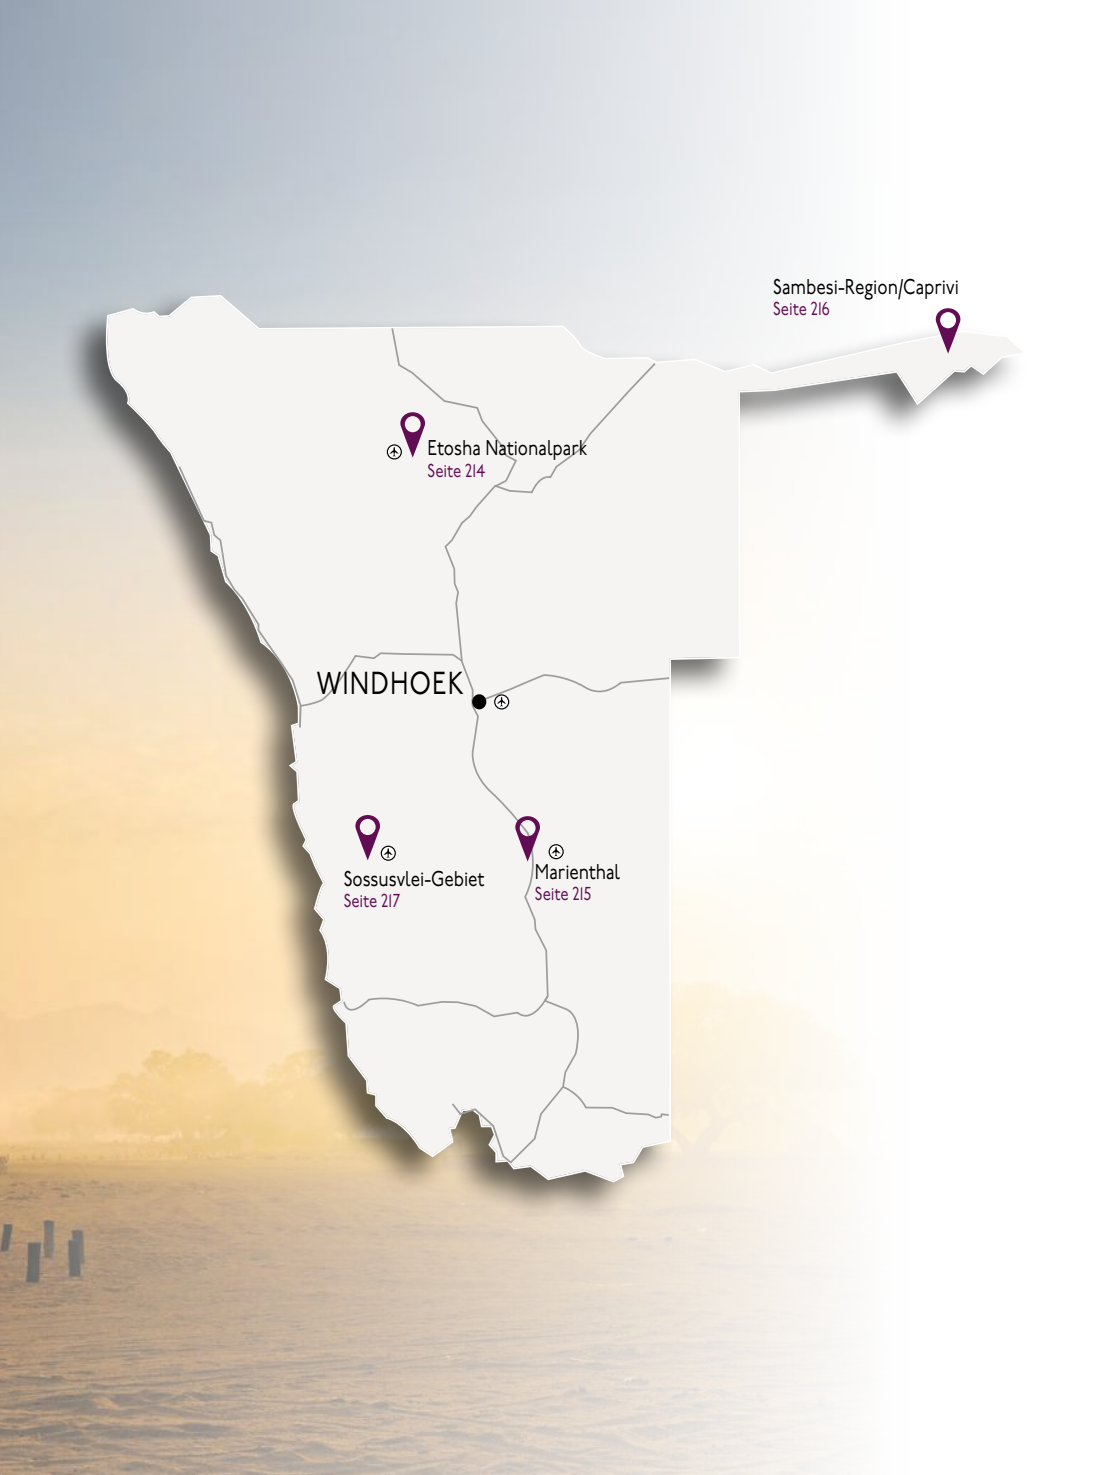 Sambesi-Region/Caprivi
Seite 216
Etosha Nationalpark
Seite 214
WINDHOEK
Sossusvlei-Gebiet
Seite 217
Marienthal
Seite 215